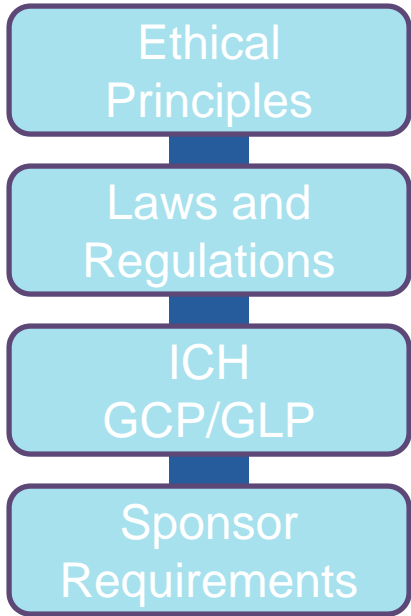 Ethical
Principles
Laws and
Regulations
ICH
GCP/GLP
Sponsor
Requirements